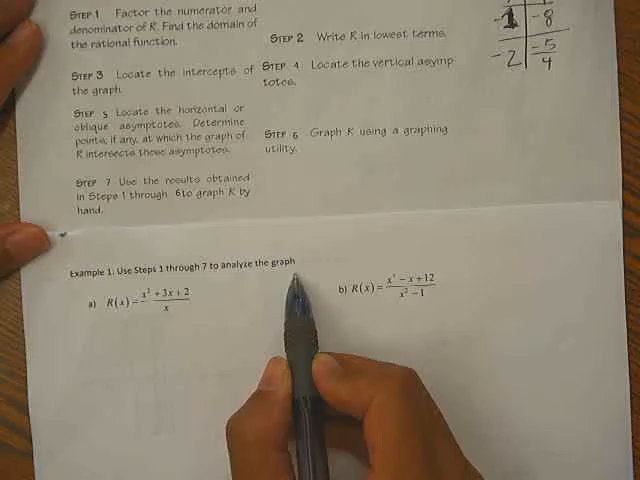 STEP 1 Factor the numerator and
denominator of R. Find the domain of
the rational function.
STEP 2 Write R in lowest terms.
STEP 3 Locate the intercepts of
the graph.
STEP 4 Locate the vertical asymp
totes.
STEP 5 Locate the horizontal or
oblique asymptotes. Determine
points, if any, at which the graph of
R intersects these asymptotes.
STEP 6 Graph R using a graphing
utility.
STEP 7 Use the results obtained
in Steps 1 through 6 to graph R by
hand.
-1 | -8
-2 | -5/4
Example 1: Use Steps 1 through 7 to analyze the graph
a) R(x) = (x² + 3x + 2)/x
b) R(x) = (x² - x + 12)/(x² - 1)